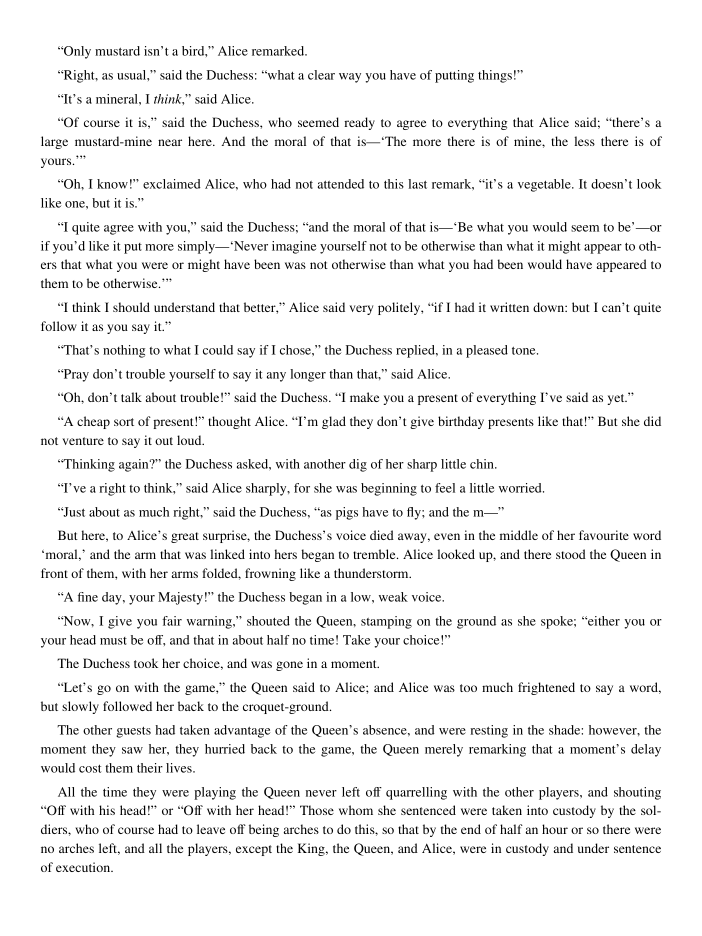 “Only mustard isn’t a bird,” Alice remarked.
“Right, as usual,” said the Duchess: “what a clear way you have of putting things!”
“It’s a mineral, I think,” said Alice.
“Of course it is,” said the Duchess, who seemed ready to agree to everything that Alice said; “there’s a
large mustard-mine near here. And the moral of that is—‘The more there is of mine, the less there is of
yours.’”
“Oh, I know!” exclaimed Alice, who had not attended to this last remark, “it’s a vegetable. It doesn’t look
like one, but it is.”
“I quite agree with you,” said the Duchess; “and the moral of that is—‘Be what you would seem to be’—or
if you’d like it put more simply—‘Never imagine yourself not to be otherwise than what it might appear to oth-
ers that what you were or might have been was not otherwise than what you had been would have appeared to
them to be otherwise.’”
“I think I should understand that better,” Alice said very politely, “if I had it written down: but I can’t quite
follow it as you say it.”
“That’s nothing to what I could say if I chose,” the Duchess replied, in a pleased tone.
“Pray don’t trouble yourself to say it any longer than that,” said Alice.
“Oh, don’t talk about trouble!” said the Duchess. “I make you a present of everything I’ve said as yet.”
“A cheap sort of present!” thought Alice. “I’m glad they don’t give birthday presents like that!” But she did
not venture to say it out loud.
“Thinking again?” the Duchess asked, with another dig of her sharp little chin.
“I’ve a right to think,” said Alice sharply, for she was beginning to feel a little worried.
“Just about as much right,” said the Duchess, “as pigs have to fly; and the m—”
But here, to Alice’s great surprise, the Duchess’s voice died away, even in the middle of her favourite word
‘moral,’ and the arm that was linked into hers began to tremble. Alice looked up, and there stood the Queen in
front of them, with her arms folded, frowning like a thunderstorm.
“A fine day, your Majesty!” the Duchess began in a low, weak voice.
“Now, I give you fair warning,” shouted the Queen, stamping on the ground as she spoke; “either you or
your head must be off, and that in about half no time! Take your choice!”
The Duchess took her choice, and was gone in a moment.
“Let’s go on with the game,” the Queen said to Alice; and Alice was too much frightened to say a word,
but slowly followed her back to the croquet-ground.
The other guests had taken advantage of the Queen’s absence, and were resting in the shade: however, the
moment they saw her, they hurried back to the game, the Queen merely remarking that a moment’s delay
would cost them their lives.
All the time they were playing the Queen never left off quarrelling with the other players, and shouting
“Off with his head!” or “Off with her head!” Those whom she sentenced were taken into custody by the sol-
diers, who of course had to leave off being arches to do this, so that by the end of half an hour or so there were
no arches left, and all the players, except the King, the Queen, and Alice, were in custody and under sentence
of execution.